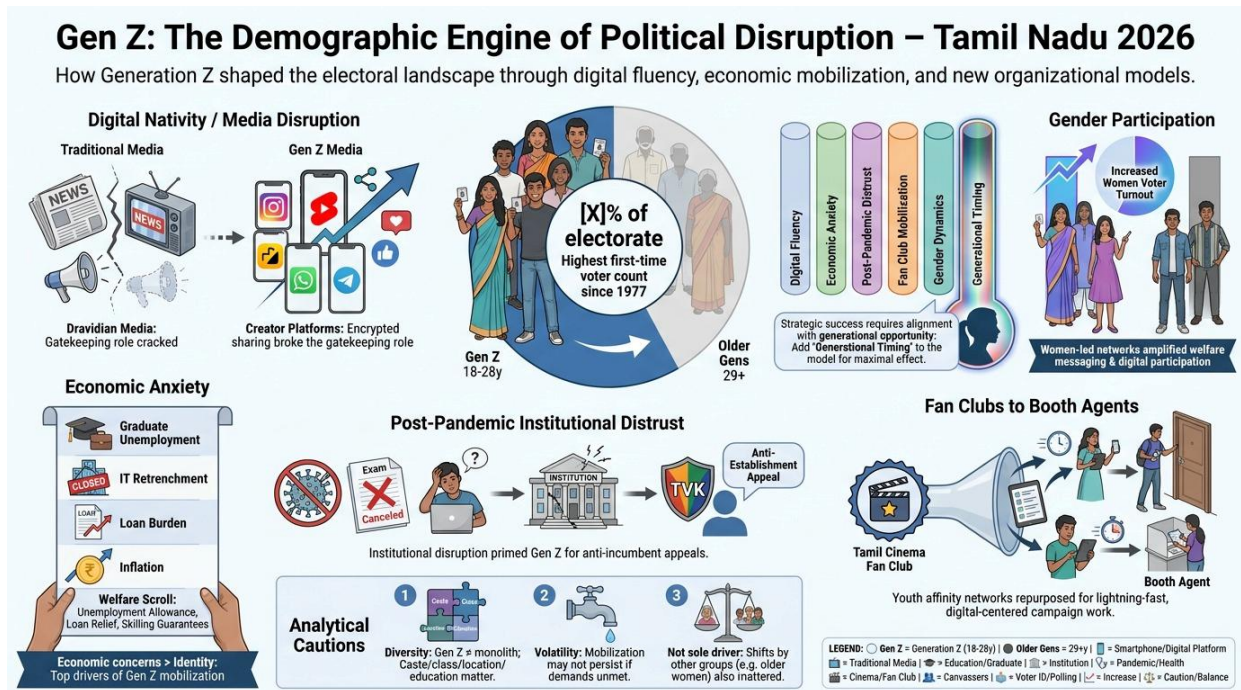 Gen Z: The Demographic Engine of Political Disruption – Tamil Nadu 2026
How Generation Z shaped the electoral landscape through digital fluency, economic mobilization, and new organizational models.
Digital Nativity / Media Disruption
Traditional Media
Gen Z Media
NEWS
NEWS
Dravidian Media:
Gatekeeping role cracked
Creator Platforms: Encrypted
sharing broke the gatekeeping role
[X]% of
electorate
Highest first-time
voter count
since 1977
Gen Z
18-28y
Older
Gens
29+
Digital Fluency
Economic Anxiety
Post-Pandemic Distrust
Fan Club Mobilization
Gender Dynamics
Generational Timing
Strategic success requires alignment
with generational opportunity:
Add "Generstional Timing" to the
model for maximal effect.
Gender Participation
Increased
Women Voter
Turnout
Women-led networks amplified welfare
messaging & digital participation
Economic Anxiety
Graduate
Unemployment
CLOSED
IT Retrenchment
LOAN
Loan Burden
Inflation
Welfare Scroll:
Unemployment Allowance,
Loan Relief, Skilling Guarantees
Economic concerns > Identity:
Top drivers of Gen Z mobilization
Post-Pandemic Institutional Distrust
Exam
Canceled
?
INSTITUTION
TVK
Anti-
Establishment
Appeal
Institutional disruption primed Gen Z for anti-incumbent appeals.
Analytical
Cautions
1
Caste
Class
Diversity: Gen Z ≠ monolith;
Caste/class/location/
education matter.
2
Volatility: Mobilization
may not persist if
demands unmet.
3
Not sole driver: Shifts by
other groups (e.g. older
women) also inattered.
Fan Clubs to Booth Agents
Tamil Cinema
Fan Club
Booth Agent
Youth affinity networks repurposed for lightning-fast,
digital-centered campaign work.
LEGEND: Gen Z = Generation Z (18-28y) | Older Gens = 29+y | = Smartphone/Digital Platform
= Traditional Media | = Education/Graduate | = Institution | = Pandemic/Health
= Cinema/Fan Club | = Canvassers | = Voter ID/Polling | = Increase | = Caution/Balance